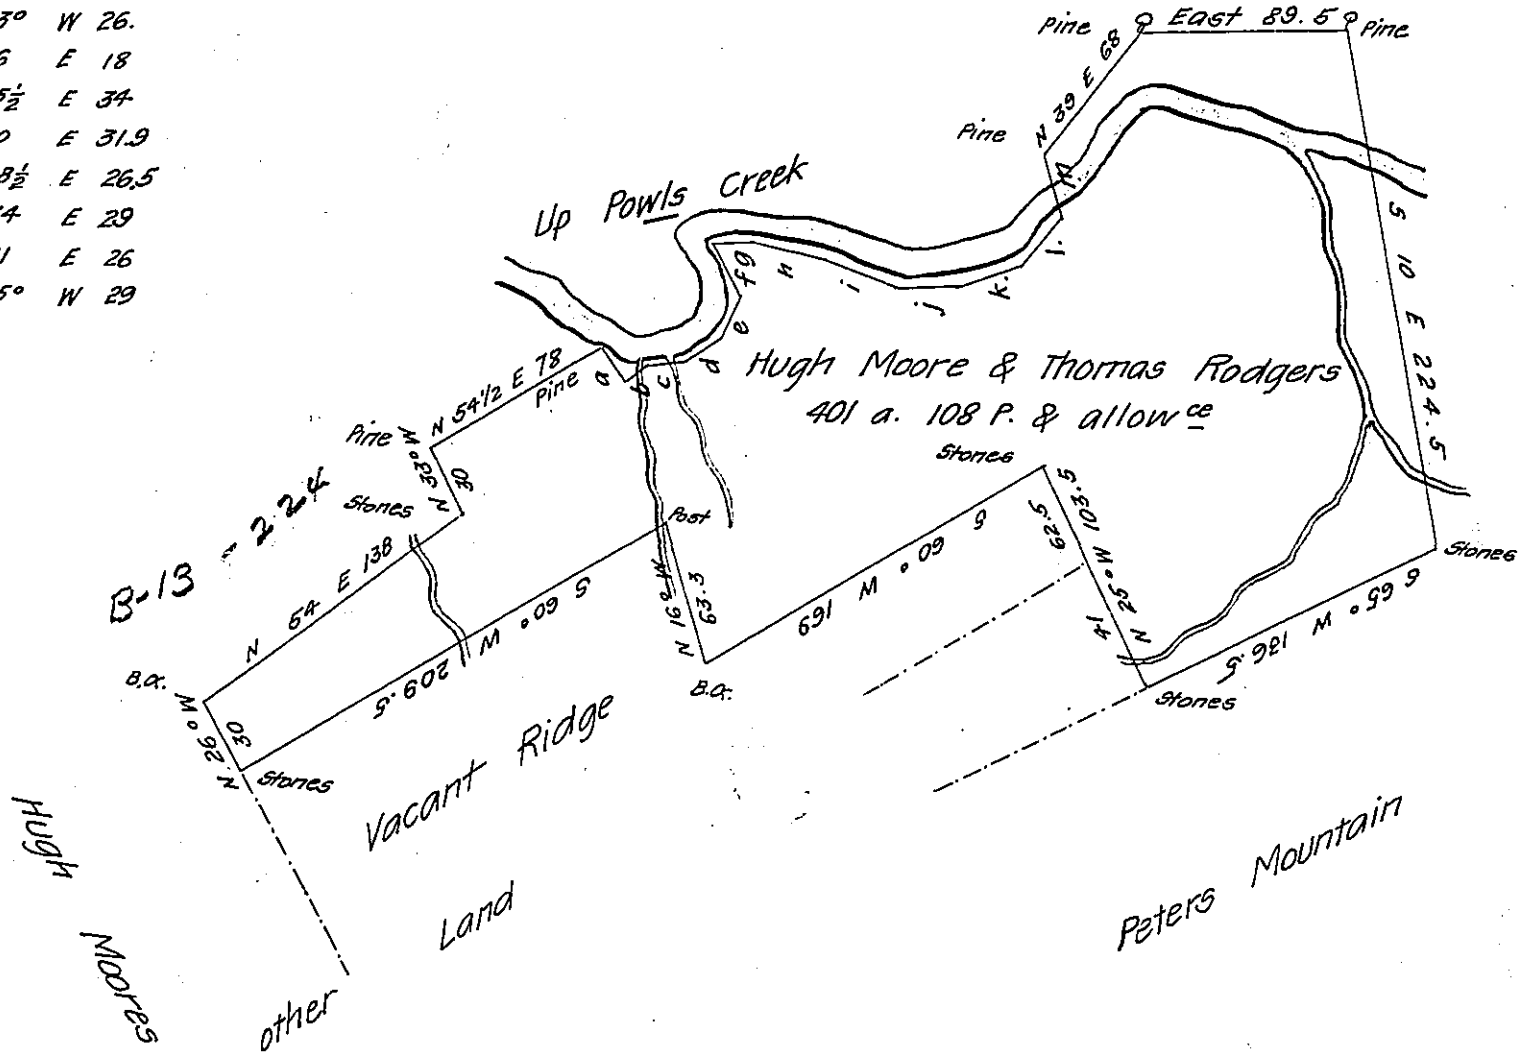 3° W 26.
6 E 18
5½ E 34
0 E 31.9
8½ E 26.5
4 E 29
1 E 26
5° W 29
Pine
East 89.5
Pine
N 39 E 68
Pine
Up Powls Creek
m.
l.
k.
j
i
h
g
f
e
d
c
b
a
S 10 E 224.5
Hugh Moore & Thomas Rodgers
401 a. 108 P. & allowce
N 54 1/2 E 78
Pine
Pine
N 33° W
30
Stones
B-13 - 224
N 64 E 138
Post
Stones
S 60° W 209.5
N 16° W
63.3
S 60° W 169
62.5
103.5
N 25° W
41
Stones
S 65° W 136.5
Stones
B.O.
B.O.
N. 26° W
30
Stones
Vacant Ridge
Land
Peters Mountain
Hugh
Moores
other